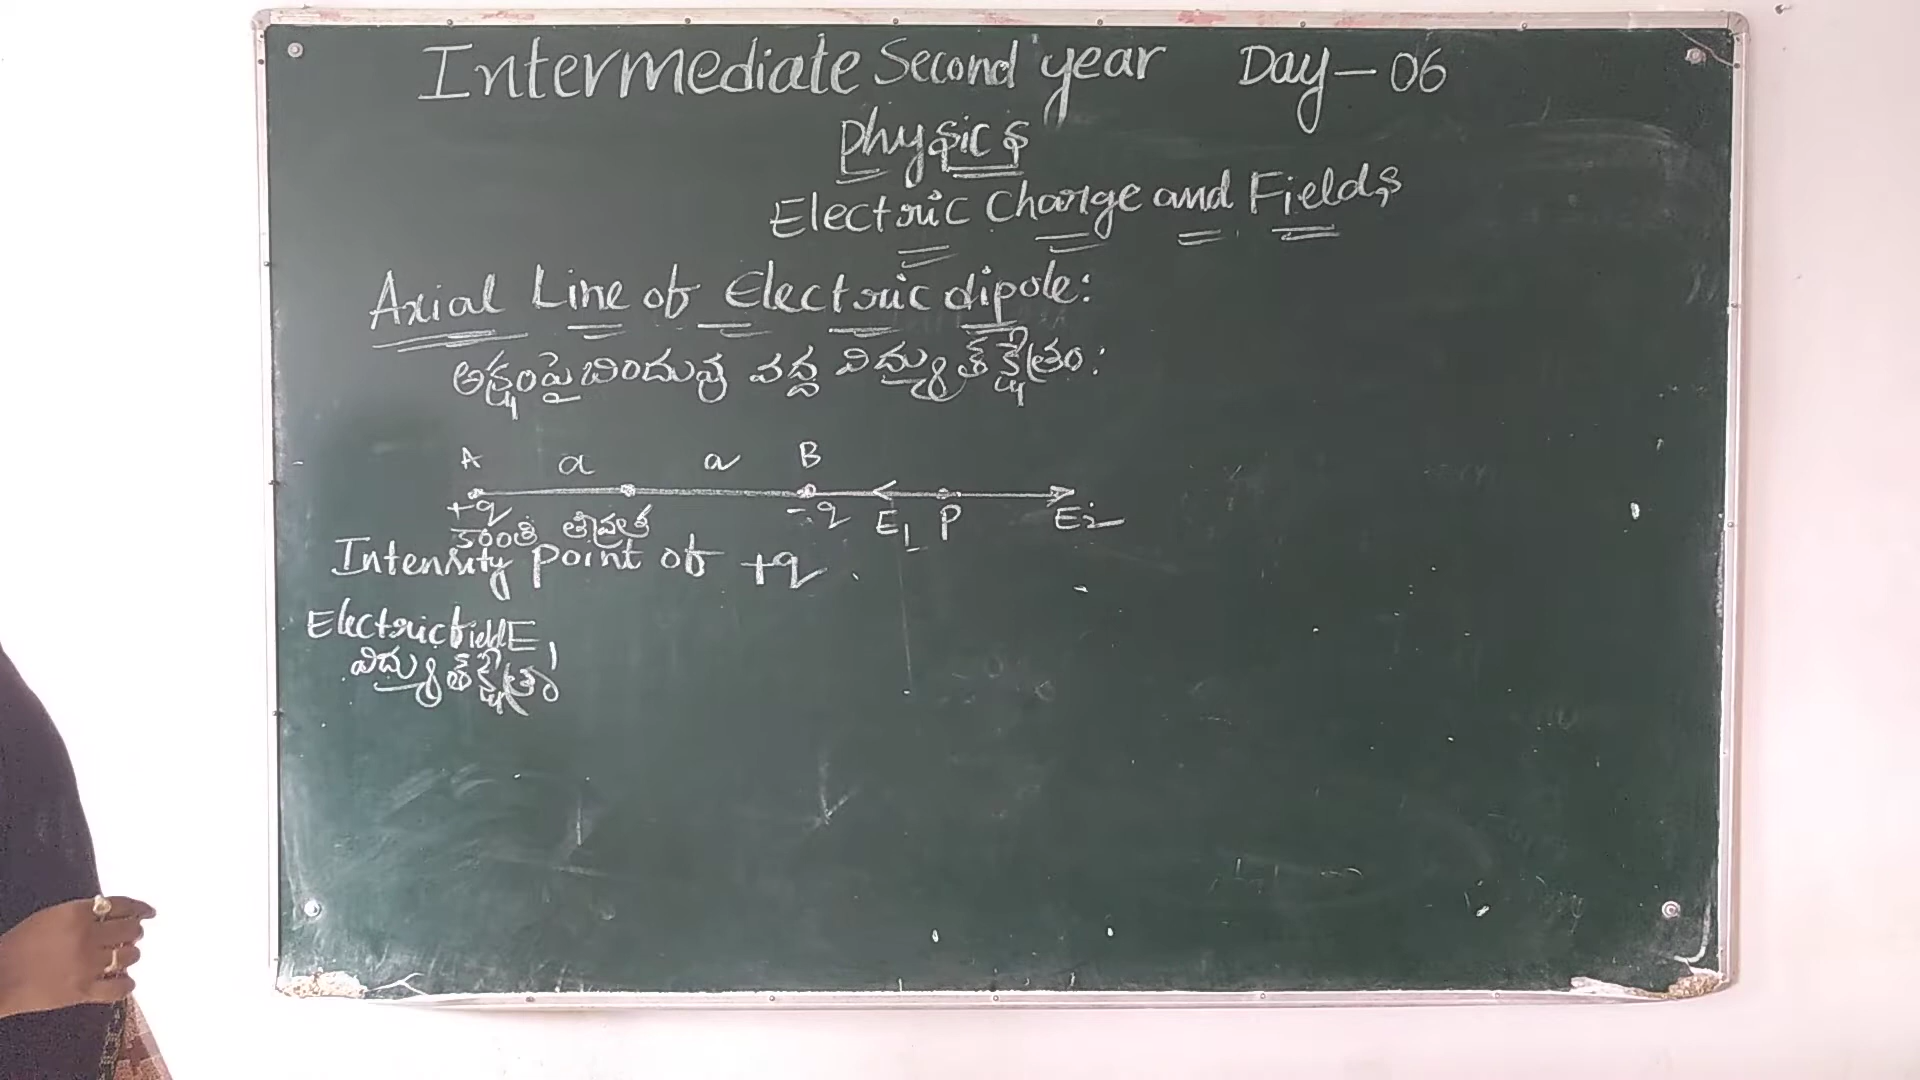 Intermediate Second year Day-06
Physics
Electric Charge and Fields
Axial Line of Electric dipole:
అక్షంపై బిందువు వద్ద విద్యుత్ క్షేత్రం:
A a a B
+q -q E1 P E2
తీవ్రత
Intensity point of +q
Electric field E1
విద్యుత్ క్షేత్రం